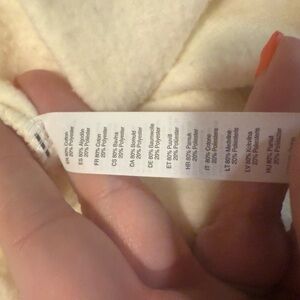 EN 80% Cotton
20% Polyester
ES 80% Algodón
20% Poliéster
FR 80% Coton
20% Polyester
CS 80% Bavlna
20% Polyester
DA 80% Bomuld
20% Polyester
DE 80% Baumwolle
20% Polyester
ET 80% Puuvill
20% Polüester
HR 80% Pamuk
20% Poliester
IT 80% Cotone
20% Poliestere
LT 80% Medvilnė
20% Poliesteris
LV 80% Kokvilna
20% Poliesteris
HU 80% Pamut
20% Poliészter